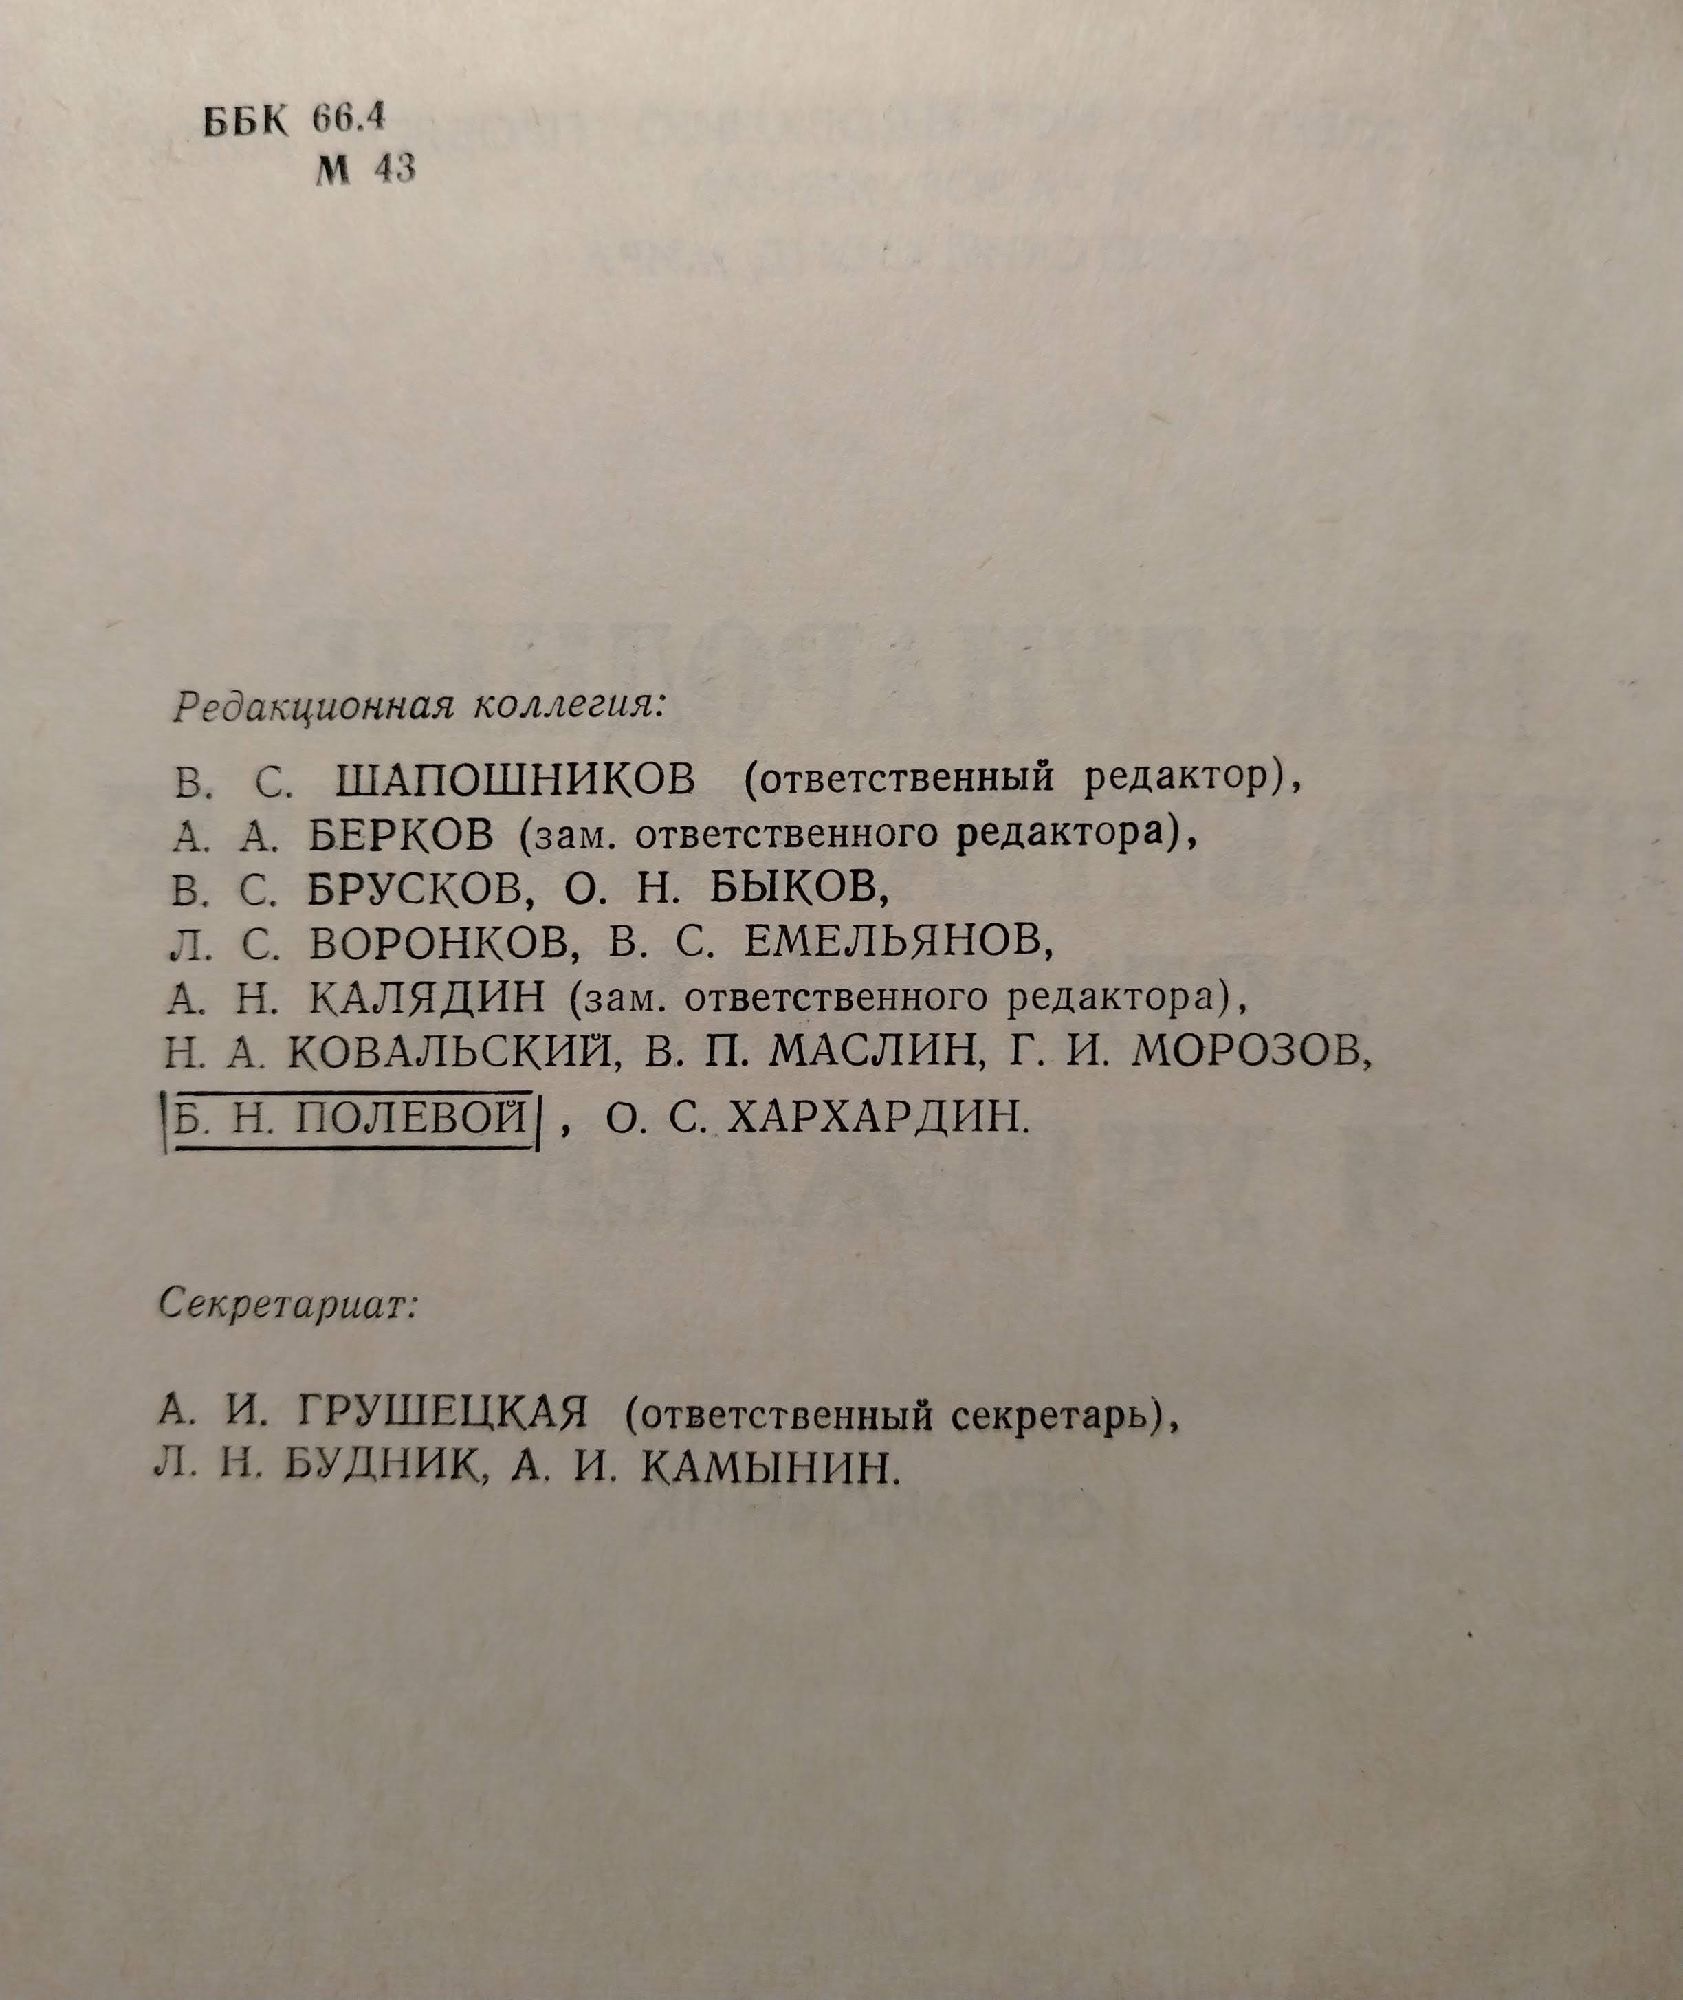 ББК 66.4
М 43
Редакционная коллегия:
В. С. ШАПОШНИКОВ (ответственный редактор),
А. А. БЕРКОВ (зам. ответственного редактора),
В. С. БРУСКОВ, О. Н. БЫКОВ,
Л. С. ВОРОНКОВ, В. С. ЕМЕЛЬЯНОВ,
А. Н. КАЛЯДИН (зам. ответственного редактора),
Н. А. КОВАЛЬСКИЙ, В. П. МАСЛИН, Г. И. МОРОЗОВ,
Б. Н. ПОЛЕВОЙ , О. С. ХАРХАРДИН.
Секретариат:
А. И. ГРУШЕЦКАЯ (ответственный секретарь),
Л. Н. БУДНИК, А. И. КАМЫНИН.